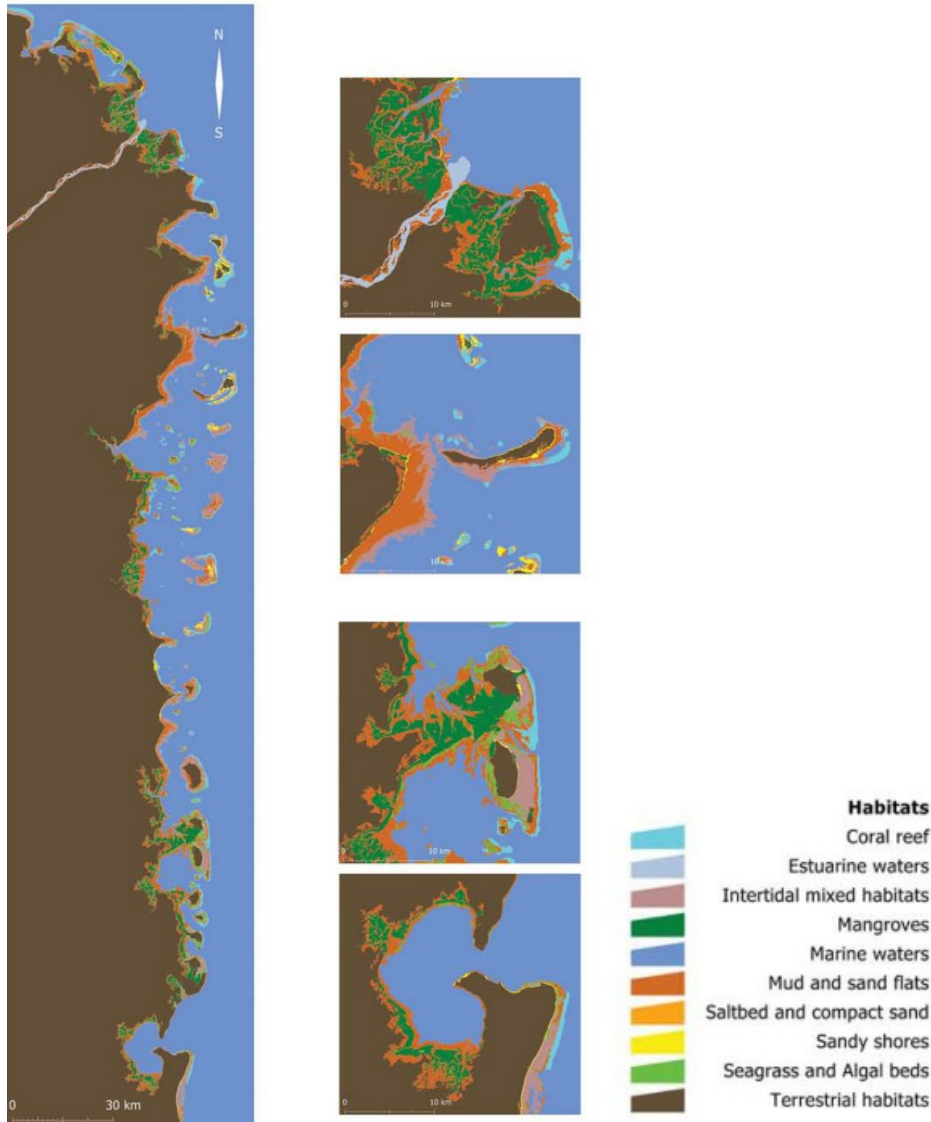 N
S
0 30 km
0 10 km
0 10 km
0 10 km
0 10 km
Habitats
Coral reef
Estuarine waters
Intertidal mixed habitats
Mangroves
Marine waters
Mud and sand flats
Saltbed and compact sand
Sandy shores
Seagrass and Algal beds
Terrestrial habitats